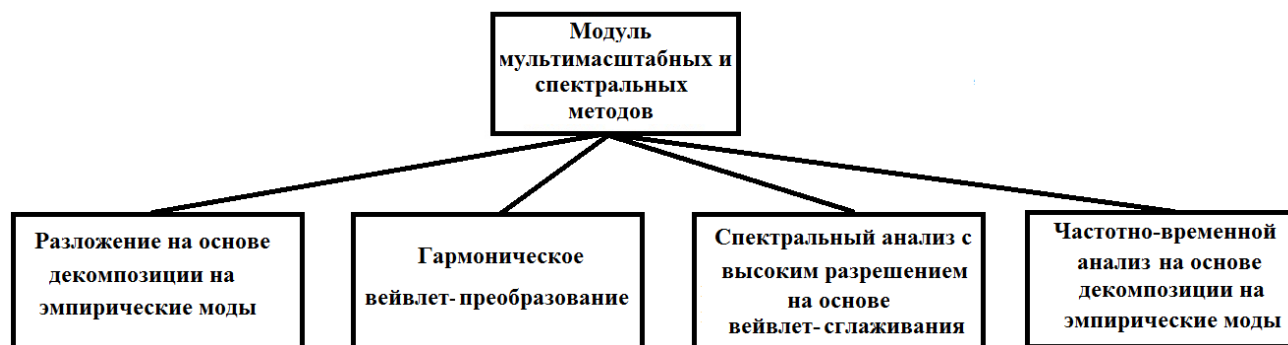 Модуль
мультимасштабных и
спектральных
методов
Разложение на основе
декомпозиции на
эмпирические моды
Гармоническое
вейвлет-преобразование
Спектральный анализ с
высоким разрешением
на основе
вейвлет-сглаживания
Частотно-временной
анализ на основе
декомпозиции на
эмпирические моды